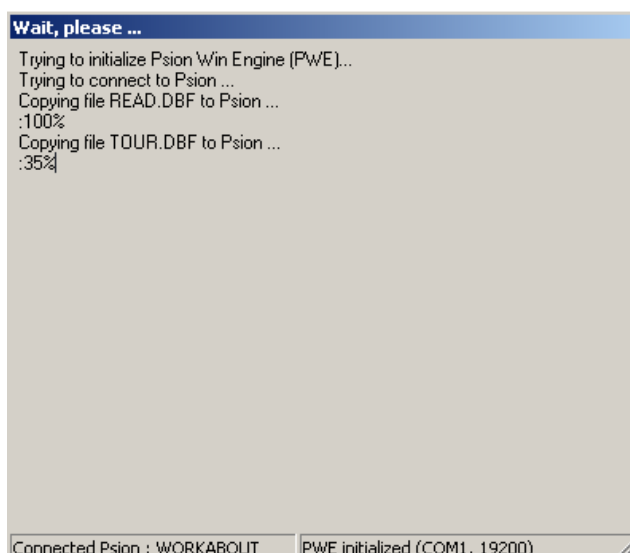 Wait, please ...
Trying to initialize Psion Win Engine (PWE)...
Trying to connect to Psion ...
Copying file READ.DBF to Psion ...
:100%
Copying file TOUR.DBF to Psion ...
:35%
Connected Psion : WORKABOUT
PWE initialized (COM1, 19200)